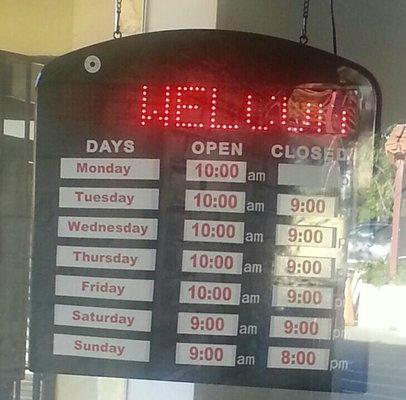 WELCOM
DAYS OPEN CLOSED
Monday 10:00 am
Tuesday 10:00 am 9:00
Wednesday 10:00 am 9:00 p
Thursday 10:00 am 9:00
Friday 10:00 am 9:00
Saturday 9:00 am 9:00 pm
Sunday 9:00 am 8:00 pm